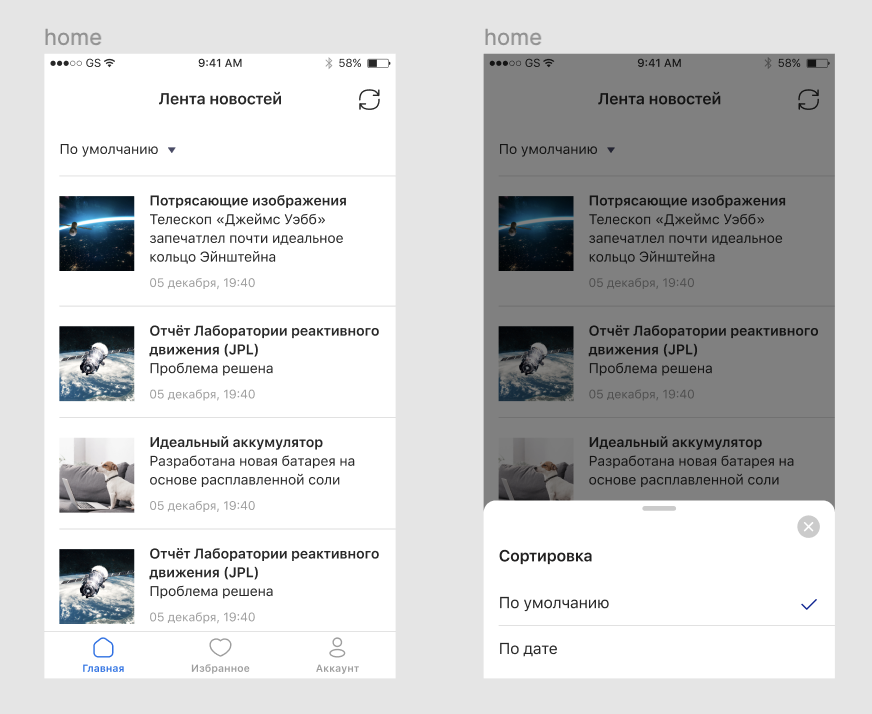 home
GS 9:41 AM 58%
Лента новостей
По умолчанию
Потрясающие изображения
Телескоп «Джеймс Уэбб»
запечатлел почти идеальное
кольцо Эйнштейна
05 декабря, 19:40
Отчёт Лаборатории реактивного
движения (JPL)
Проблема решена
05 декабря, 19:40
Идеальный аккумулятор
Разработана новая батарея на
основе расплавленной соли
05 декабря, 19:40
Отчёт Лаборатории реактивного
движения (JPL)
Проблема решена
05 декабря, 19:40
Главная Избранное Аккаунт
home
GS 9:41 AM 58%
Лента новостей
По умолчанию
Потрясающие изображения
Телескоп «Джеймс Уэбб»
запечатлел почти идеальное
кольцо Эйнштейна
05 декабря, 19:40
Отчёт Лаборатории реактивного
движения (JPL)
Проблема решена
05 декабря, 19:40
Идеальный аккумулятор
Разработана новая батарея на
основе расплавленной соли
Сортировка
По умолчанию
По дате